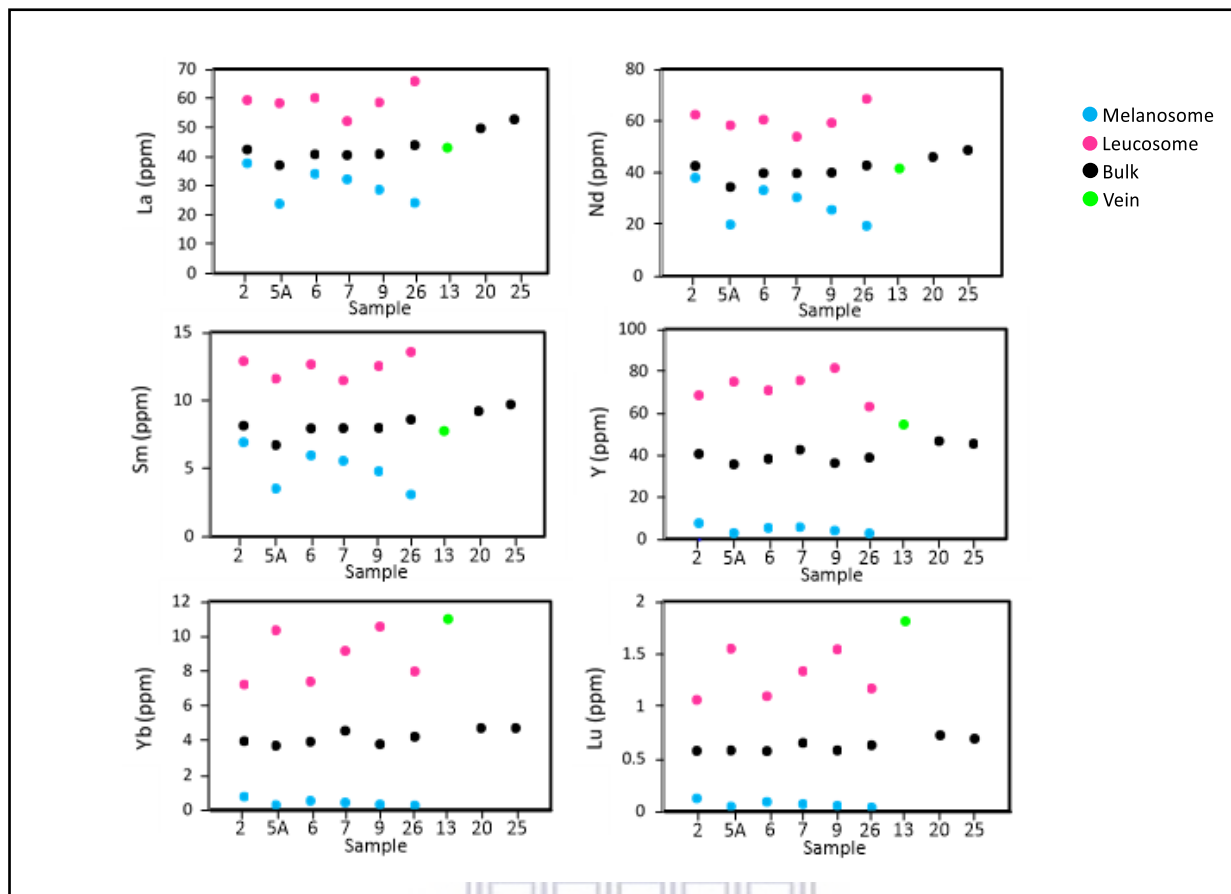 70
60
50
40
30
20
10
0
La (ppm)
2 5A 6 7 9 26 13 20 25
Sample
80
60
40
20
0
Nd (ppm)
2 5A 6 7 9 26 13 20 25
Sample
Melanosome
Leucosome
Bulk
Vein
15
10
5
0
Sm (ppm)
2 5A 6 7 9 26 13 20 25
Sample
100
80
60
40
20
0
Y (ppm)
2 5A 6 7 9 26 13 20 25
Sample
12
10
8
6
4
2
0
Yb (ppm)
2 5A 6 7 9 26 13 20 25
Sample
2
1.5
1
0.5
0
Lu (ppm)
2 5A 6 7 9 26 13 20 25
Sample